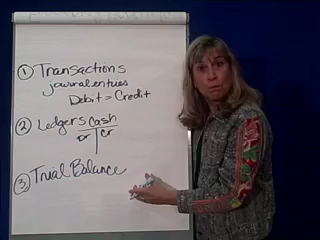 ① Transactions
journal entries
Debit = Credit
② Ledgers Cash
Dr Cr
③ Trial Balance